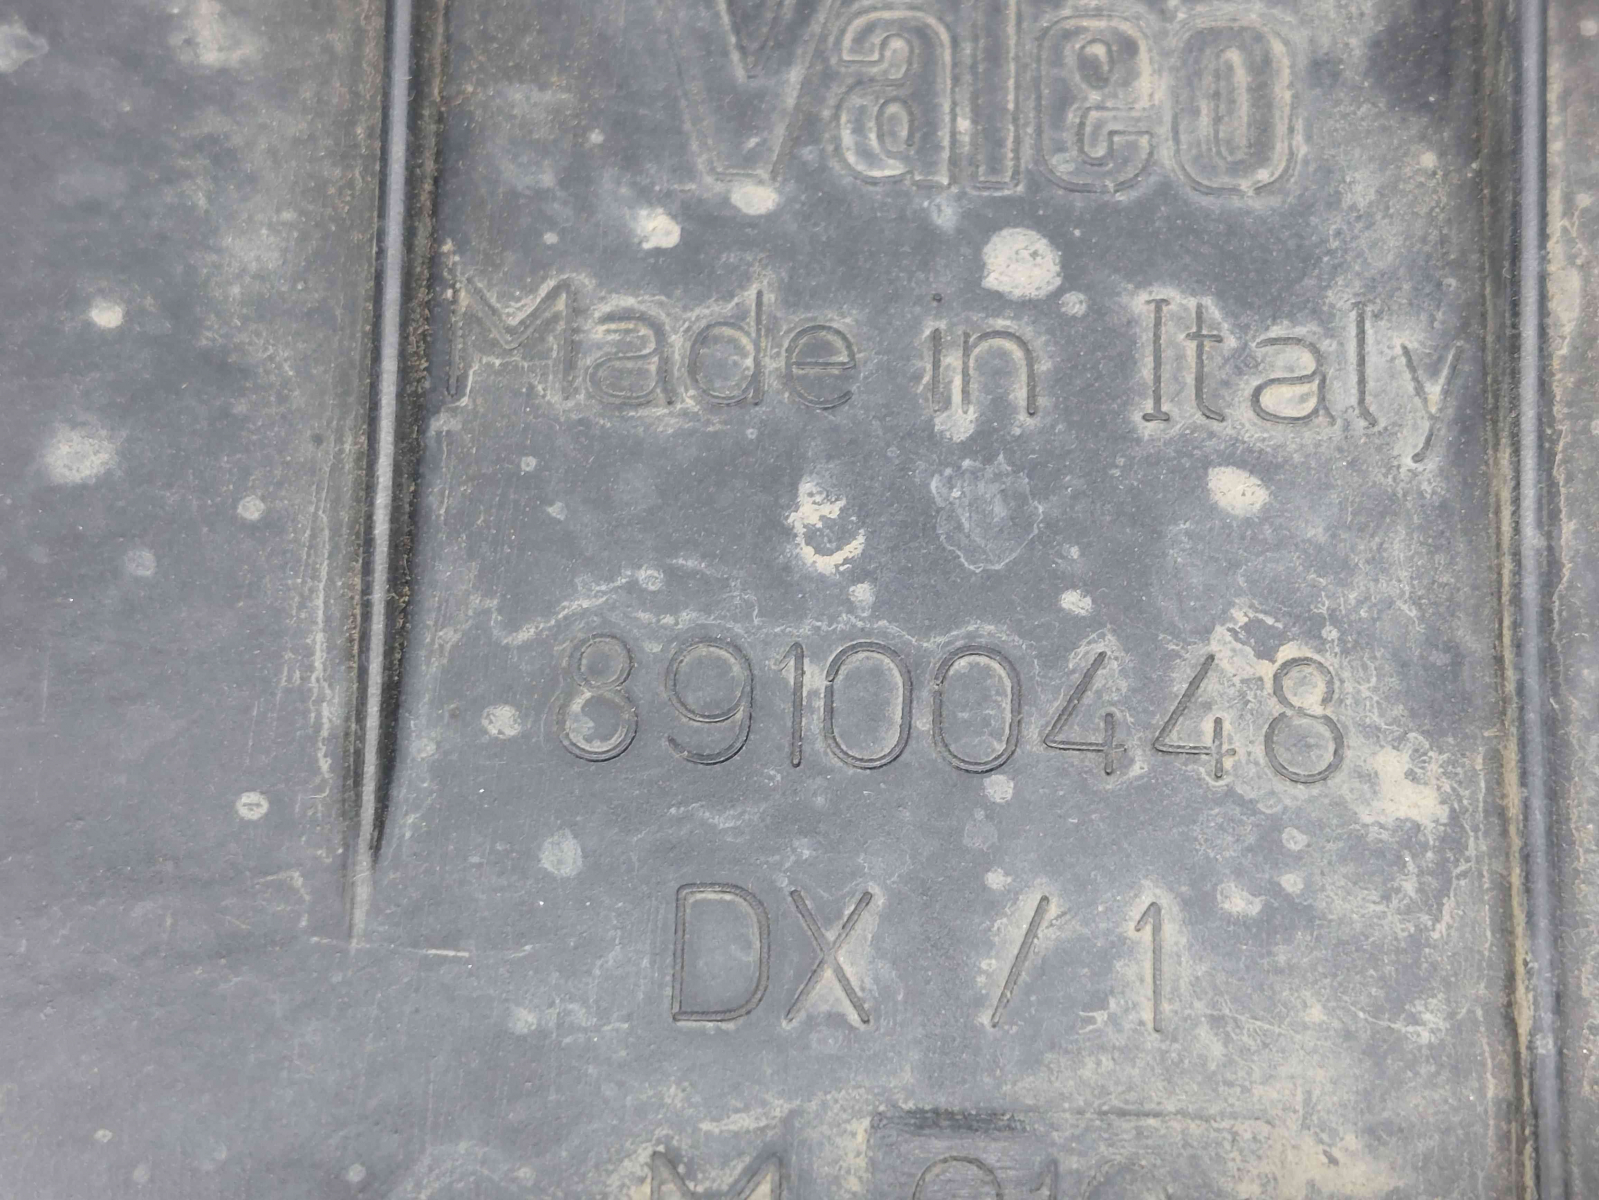 Valeo
Made in Italy
89100448
DX / 1
M